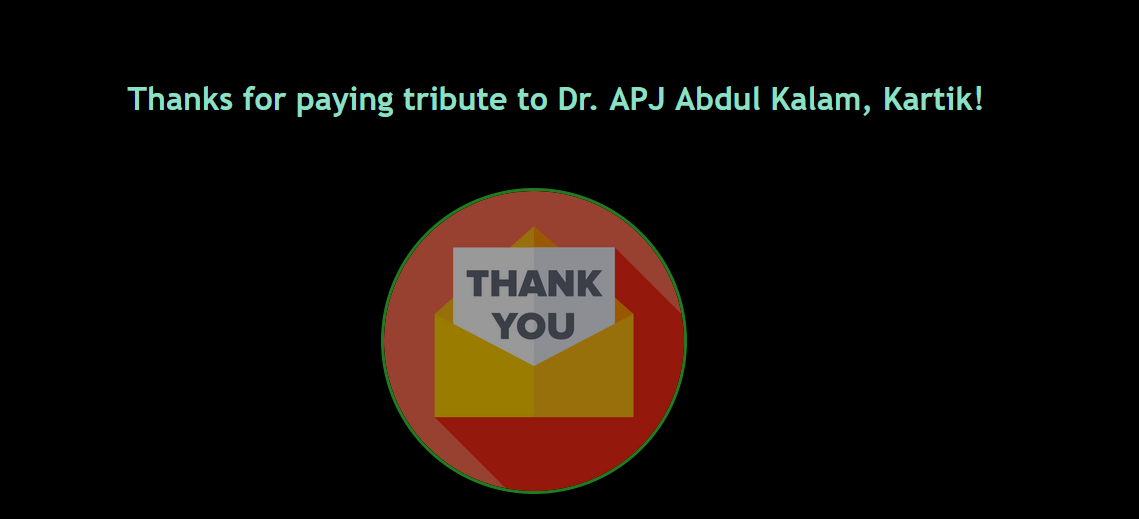 Thanks for paying tribute to Dr. APJ Abdul Kalam, Kartik!
THANK
YOU